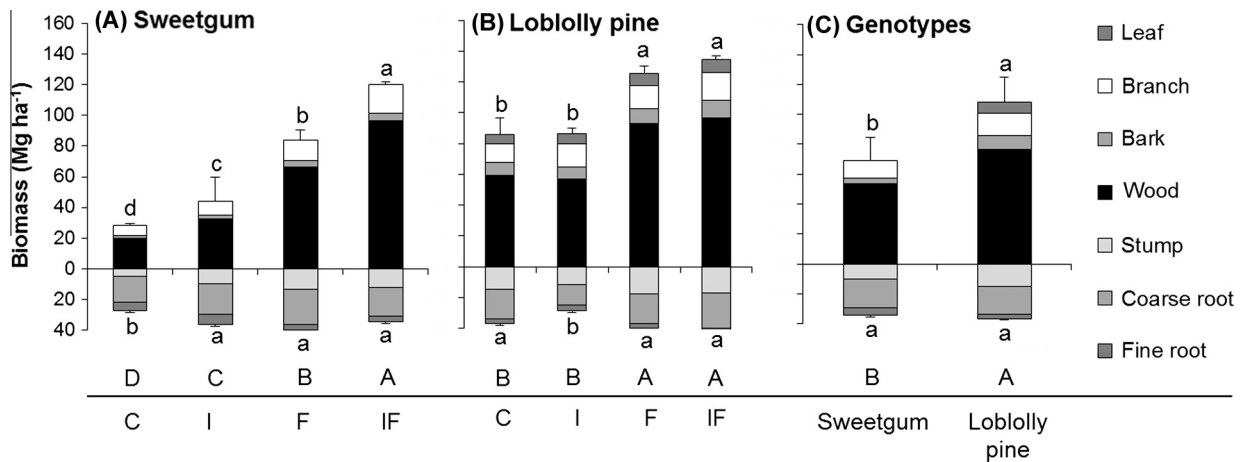 (A) Sweetgum
(B) Loblolly pine
(C) Genotypes
Biomass (Mg ha-1)
160
140
120
100
80
60
40
20
0
20
40
d
c
b
a
b
a
a
a
b
b
a
a
a
b
a
a
b
a
a
a
D
C
B
A
B
B
A
A
B
A
C
I
F
IF
C
I
F
IF
Sweetgum
Loblolly
pine
Leaf
Branch
Bark
Wood
Stump
Coarse root
Fine root